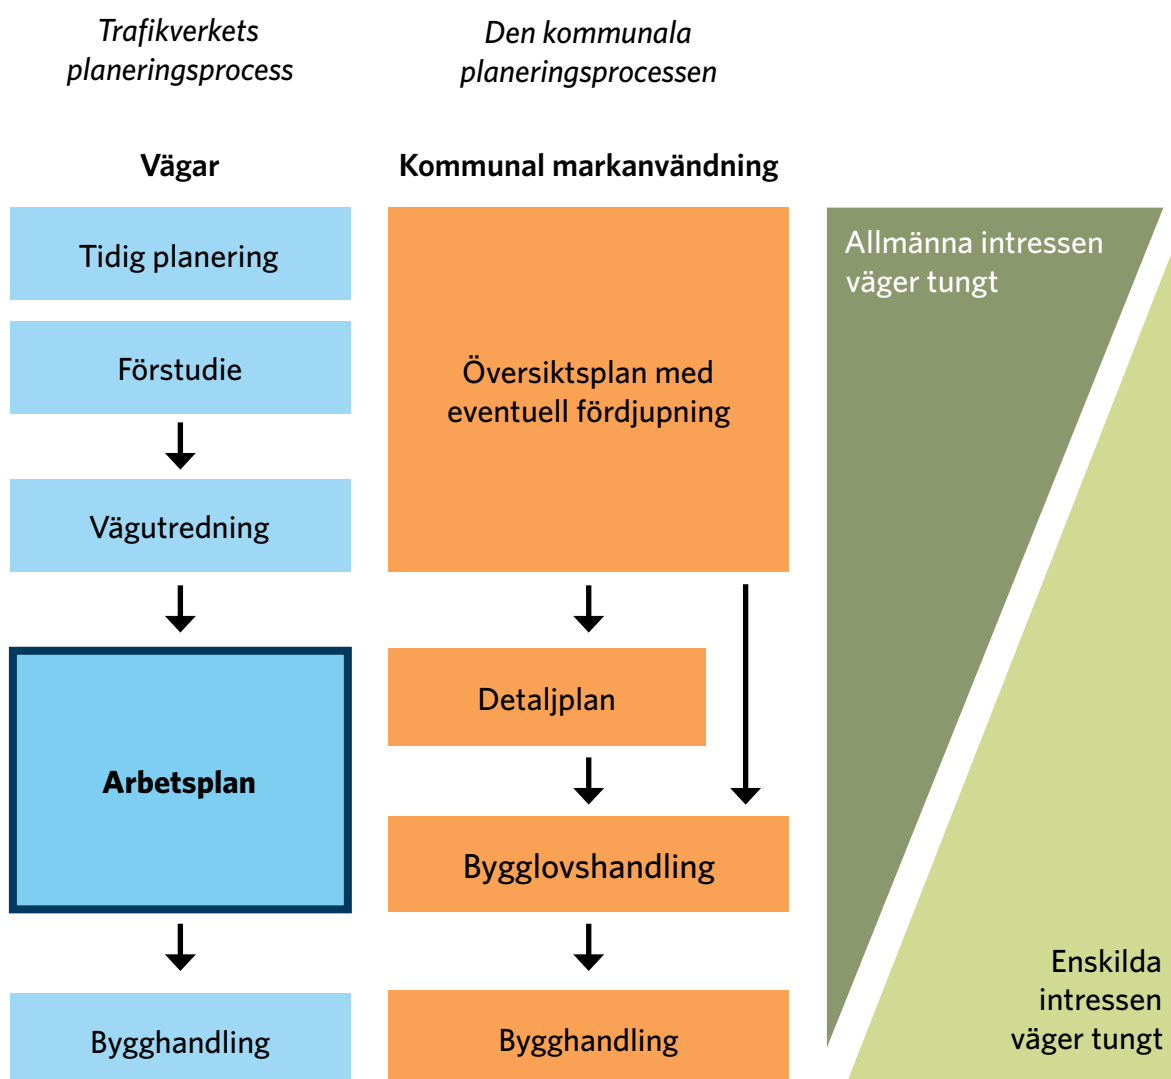 Trafikverkets
planeringsprocess
Den kommunala
planeringsprocessen
Vägar
Kommunal markanvändning
Tidig planering
Förstudie
Vägutredning
Arbetsplan
Bygghandling
Översiktsplan med
eventuell fördjupning
Detaljplan
Bygglovshandling
Bygghandling
Allmänna intressen
väger tungt
Enskilda
intressen
väger tungt